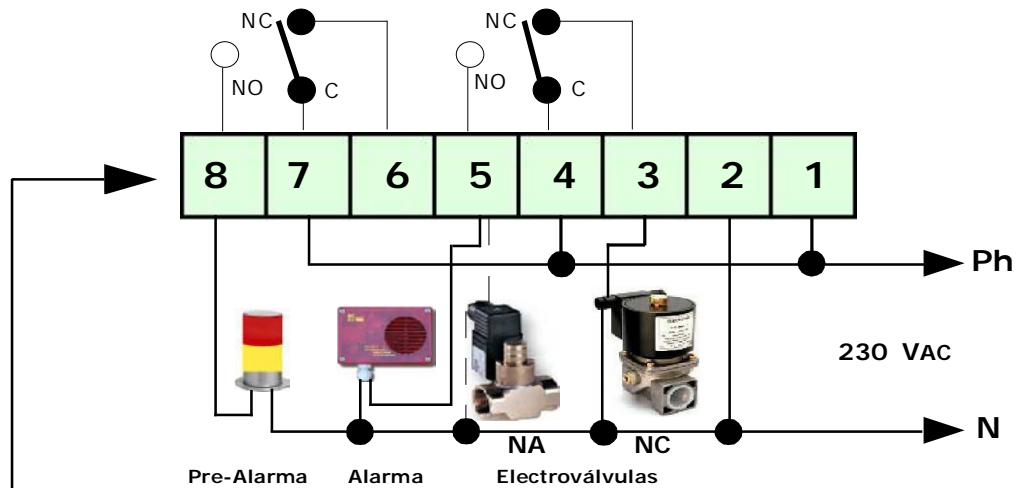 NC NC
NO C NO C
8 7 6 5 4 3 2 1
Ph
230 VAC
N
NA NC
Pre-Alarma Alarma Electroválvulas